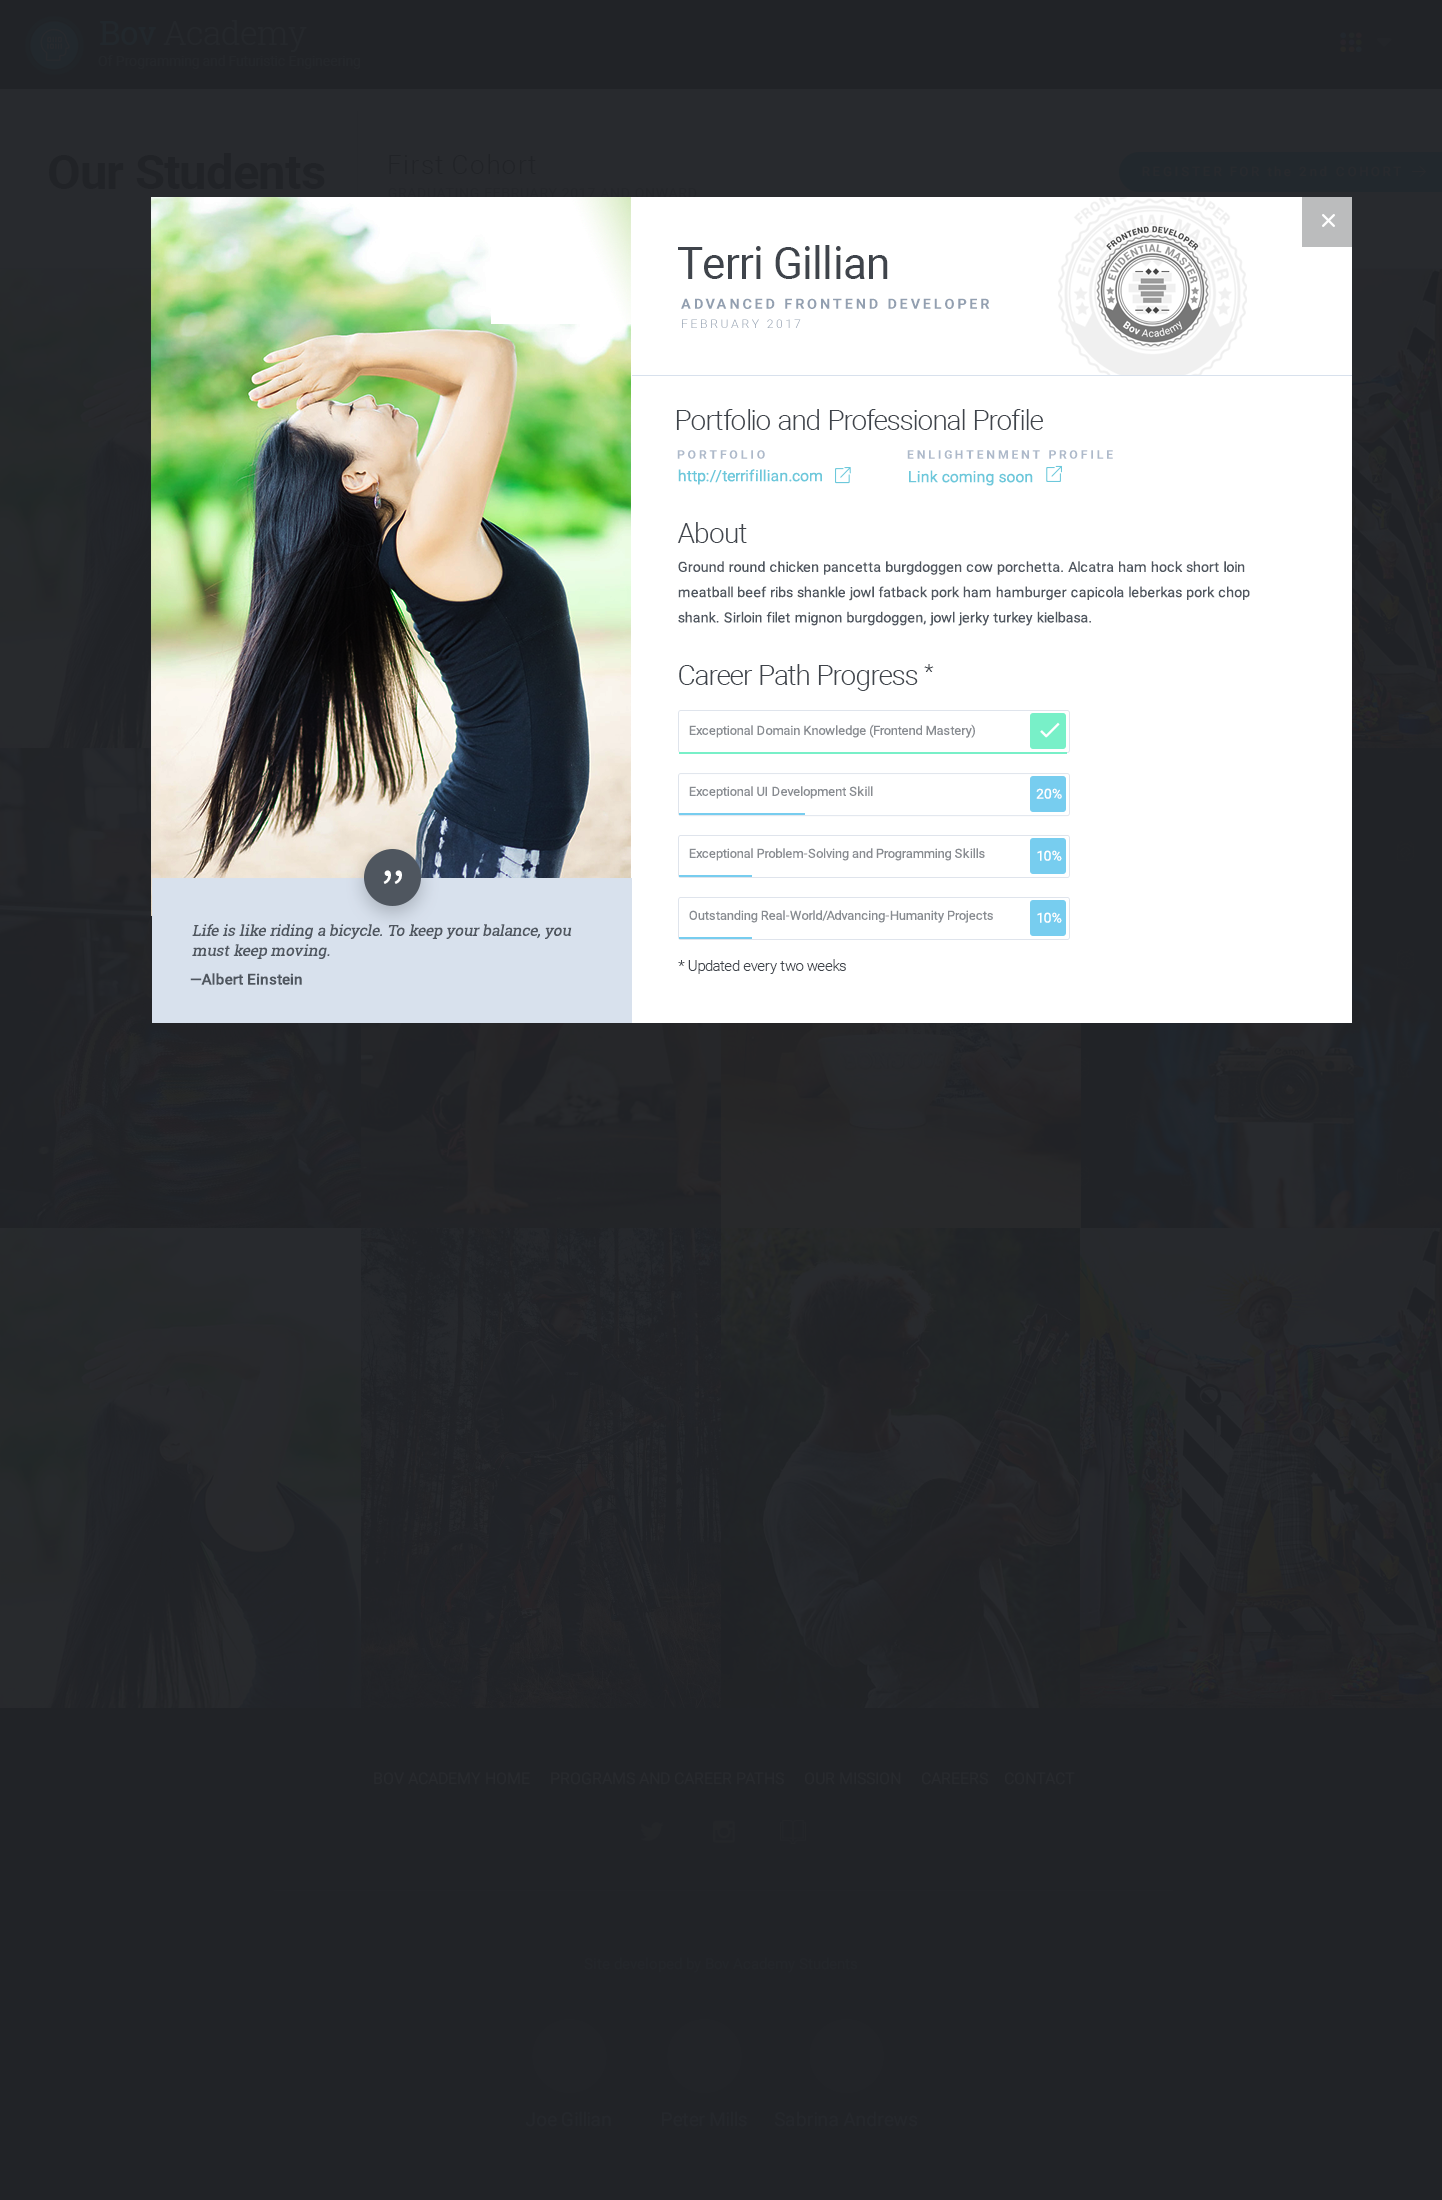 Bov Academy
Our Students
First Cohort
Terri Gillian
ADVANCED FRONTEND DEVELOPER
FEBRUARY 2017
FRONTEND DEVELOPER
EVIDENTIAL MASTER
Bov Academy
Portfolio and Professional Profile
PORTFOLIO
http://terrifillian.com
ENLIGHTENMENT PROFILE
Link coming soon
About
Ground round chicken pancetta burgdoggen cow porchetta. Alcatra ham hock short loin
meatball beef ribs shankle jowl fatback pork ham hamburger capicola leberkas pork chop
shank. Sirloin filet mignon burgdoggen, jowl jerky turkey kielbasa.
Career Path Progress *
Exceptional Domain Knowledge (Frontend Mastery)
Exceptional UI Development Skill 20%
Exceptional Problem-Solving and Programming Skills 10%
Outstanding Real-World/Advancing-Humanity Projects 10%
* Updated every two weeks
”
Life is like riding a bicycle. To keep your balance, you
must keep moving.
—Albert Einstein
BOV ACADEMY HOME PROGRAMS AND CAREER PATHS OUR MISSION CAREERS CONTACT
Joe Gillian Peter Mills Sabrina Andrews